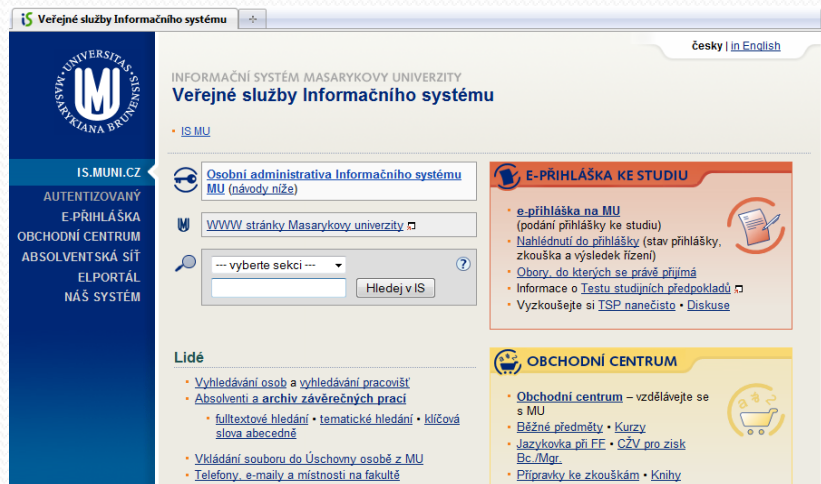 Veřejné služby Informačního systému
česky | in English
UNIVERSITAS MASARYKIANA BRUNENSIS
INFORMAČNÍ SYSTÉM MASARYKOVY UNIVERZITY
Veřejné služby Informačního systému
IS MU
IS.MUNI.CZ
AUTENTIZOVANÝ
E-PŘIHLÁŠKA
OBCHODNÍ CENTRUM
ABSOLVENTSKÁ SÍŤ
ELPORTÁL
NÁŠ SYSTÉM
Osobní administrativa Informačního systému
MU (návody níže)
WWW stránky Masarykovy univerzity
--- vyberte sekci ---
Hledej v IS
Lidé
Vyhledávání osob a vyhledávání pracovišť
Absolventi a archiv závěrečných prací
fulltextové hledání • tematické hledání • klíčová
slova abecedně
Vkládání souboru do Úschovny osobě z MU
Telefony, e-maily a místnosti na fakultě
E-PŘIHLÁŠKA KE STUDIU
e-přihláška na MU
(podání přihlášky ke studiu)
Nahlédnutí do přihlášky (stav přihlášky,
zkouška a výsledek řízení)
Obory, do kterých se právě přijímá
Informace o Testu studijních předpokladů
Vyzkoušejte si TSP nanečisto • Diskuse
OBCHODNÍ CENTRUM
Obchodní centrum – vzdělávejte se
s MU
Běžné předměty • Kurzy
Jazykovka při FF • CŽV pro zisk
Bc./Mgr.
Přípravky ke zkouškám • Knihy